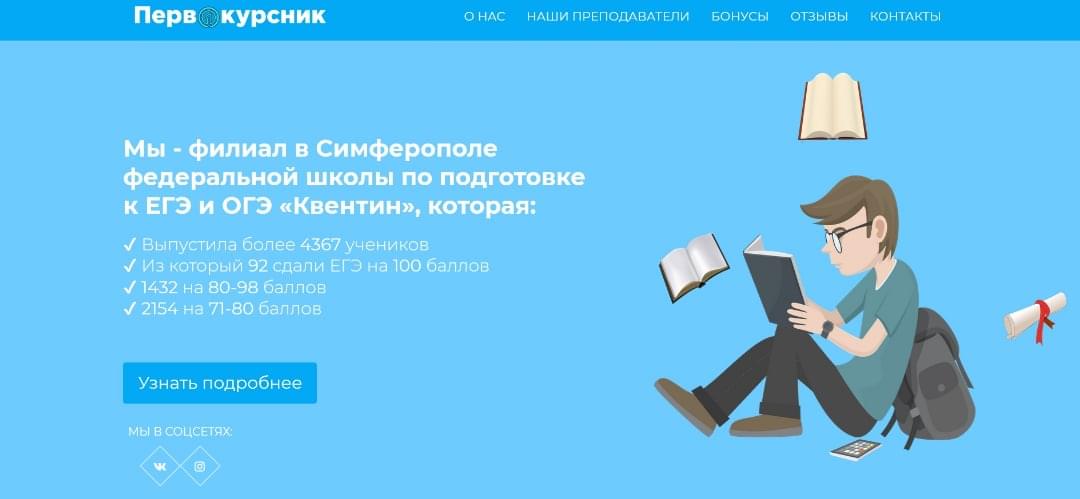 Первокурсник
О НАС НАШИ ПРЕПОДАВАТЕЛИ БОНУСЫ ОТЗЫВЫ КОНТАКТЫ
Мы - филиал в Симферополе
федеральной школы по подготовке
к ЕГЭ и ОГЭ «Квентин», которая:
✓ Выпустила более 4367 учеников
✓ Из который 92 сдали ЕГЭ на 100 баллов
✓ 1432 на 80-98 баллов
✓ 2154 на 71-80 баллов
Узнать подробнее
МЫ В СОЦСЕТЯХ: